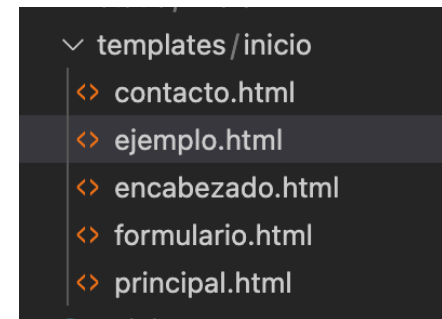 templates/inicio
contacto.html
ejemplo.html
encabezado.html
formulario.html
principal.html